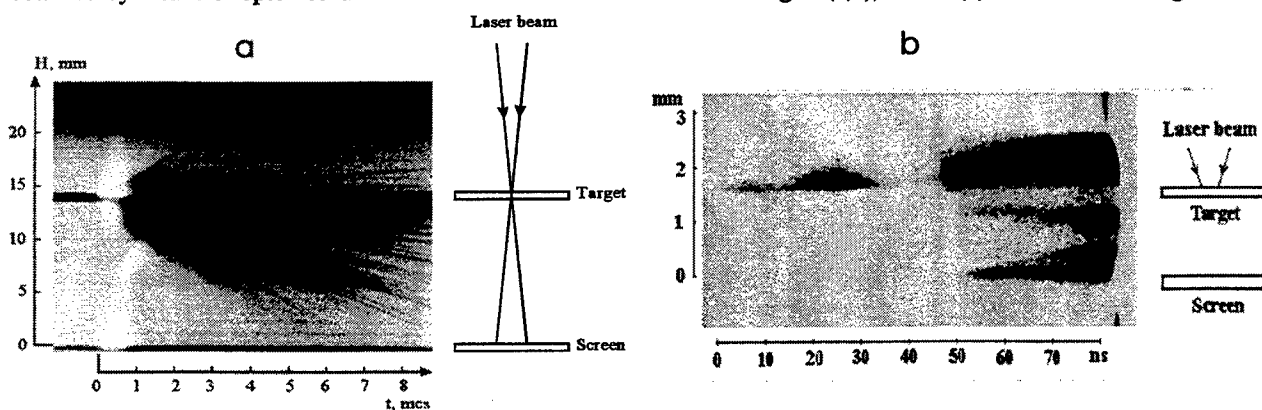 Laser beam
a
H, mm
20
15
10
5
0
Target
Screen
0 1 2 3 4 5 6 7 8
t, mcs
b
mm
3
2
1
0
Laser beam
Target
Screen
0 10 20 30 40 50 60 70 ns